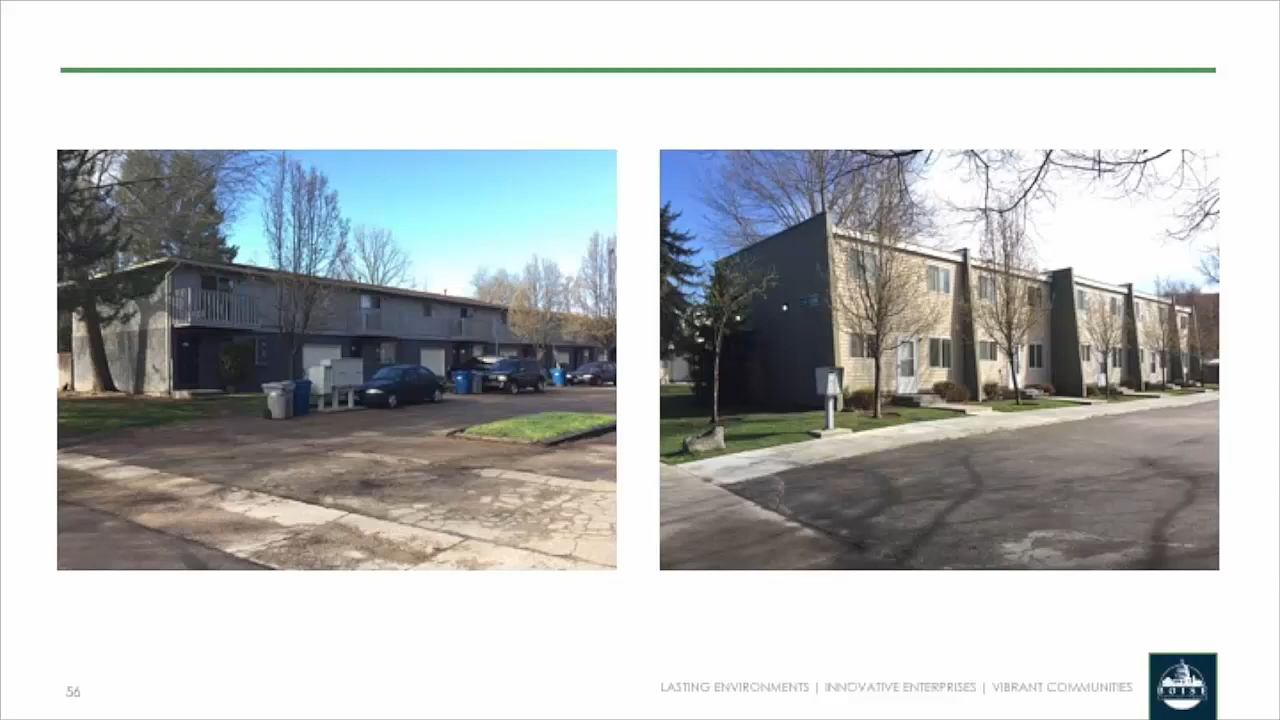 56
LASTING ENVIRONMENTS | INNOVATIVE ENTERPRISES | VIBRANT COMMUNITIES
BOISE